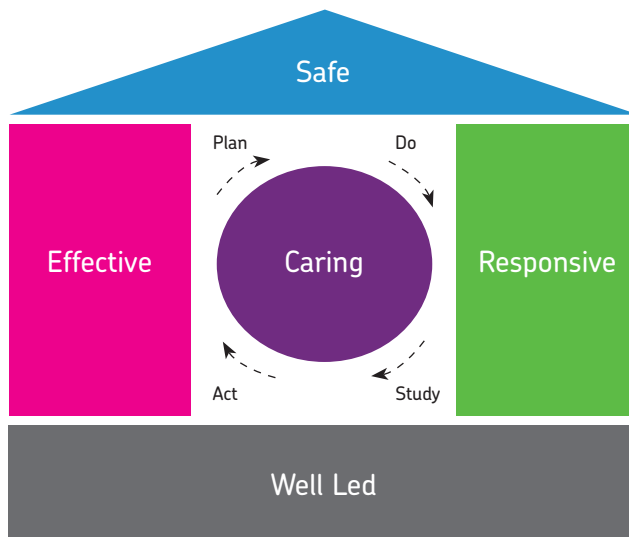 Safe
Plan
Do
Effective
Caring
Responsive
Act
Study
Well Led